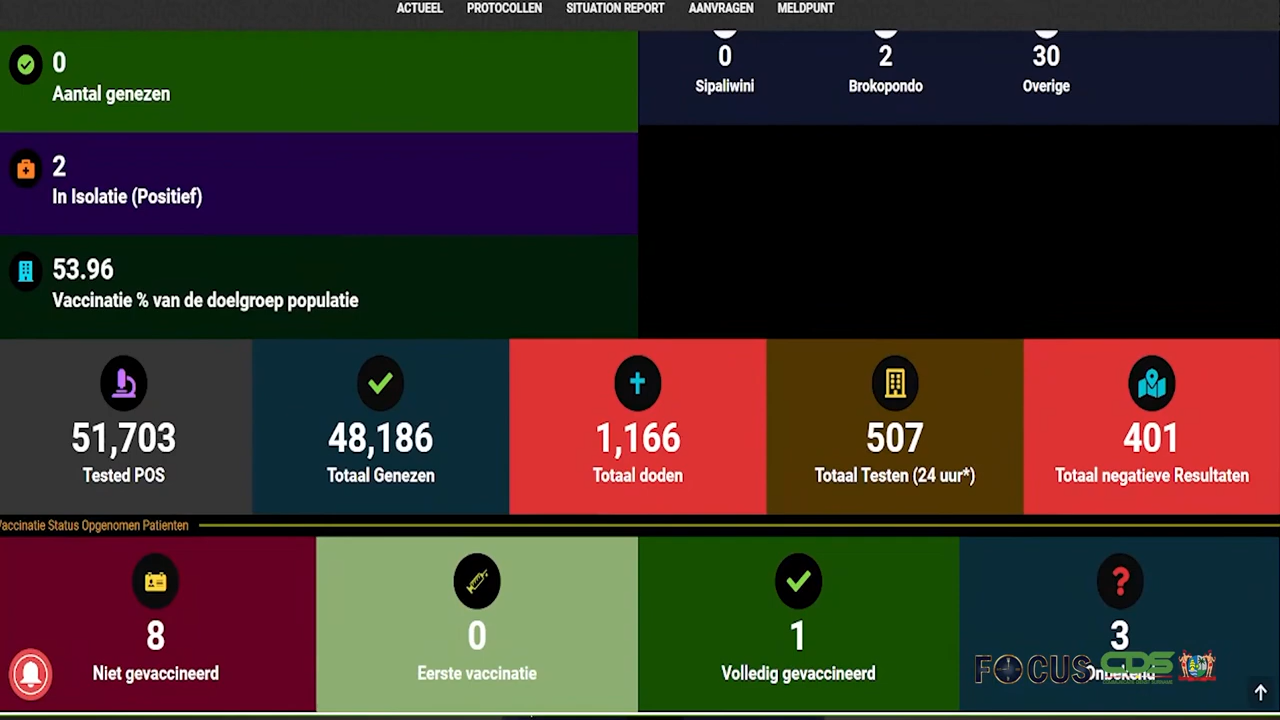 ACTUEEL PROTOCOLLEN SITUATION REPORT AANVRAGEN MELDPUNT
0
Aantal genezen
2
In Isolatie (Positief)
53.96
Vaccinatie % van de doelgroep populatie
0 2 30
Sipaliwini Brokopondo Overige
51,703 48,186 1,166 507 401
Tested POS Totaal Genezen Totaal doden Totaal Testen (24 uur*) Totaal negatieve Resultaten
Vaccinatie Status Opgenomen Patienten
8 0 1 3
Niet gevaccineerd Eerste vaccinatie Volledig gevaccineerd Onbekend
FOCUS CDS